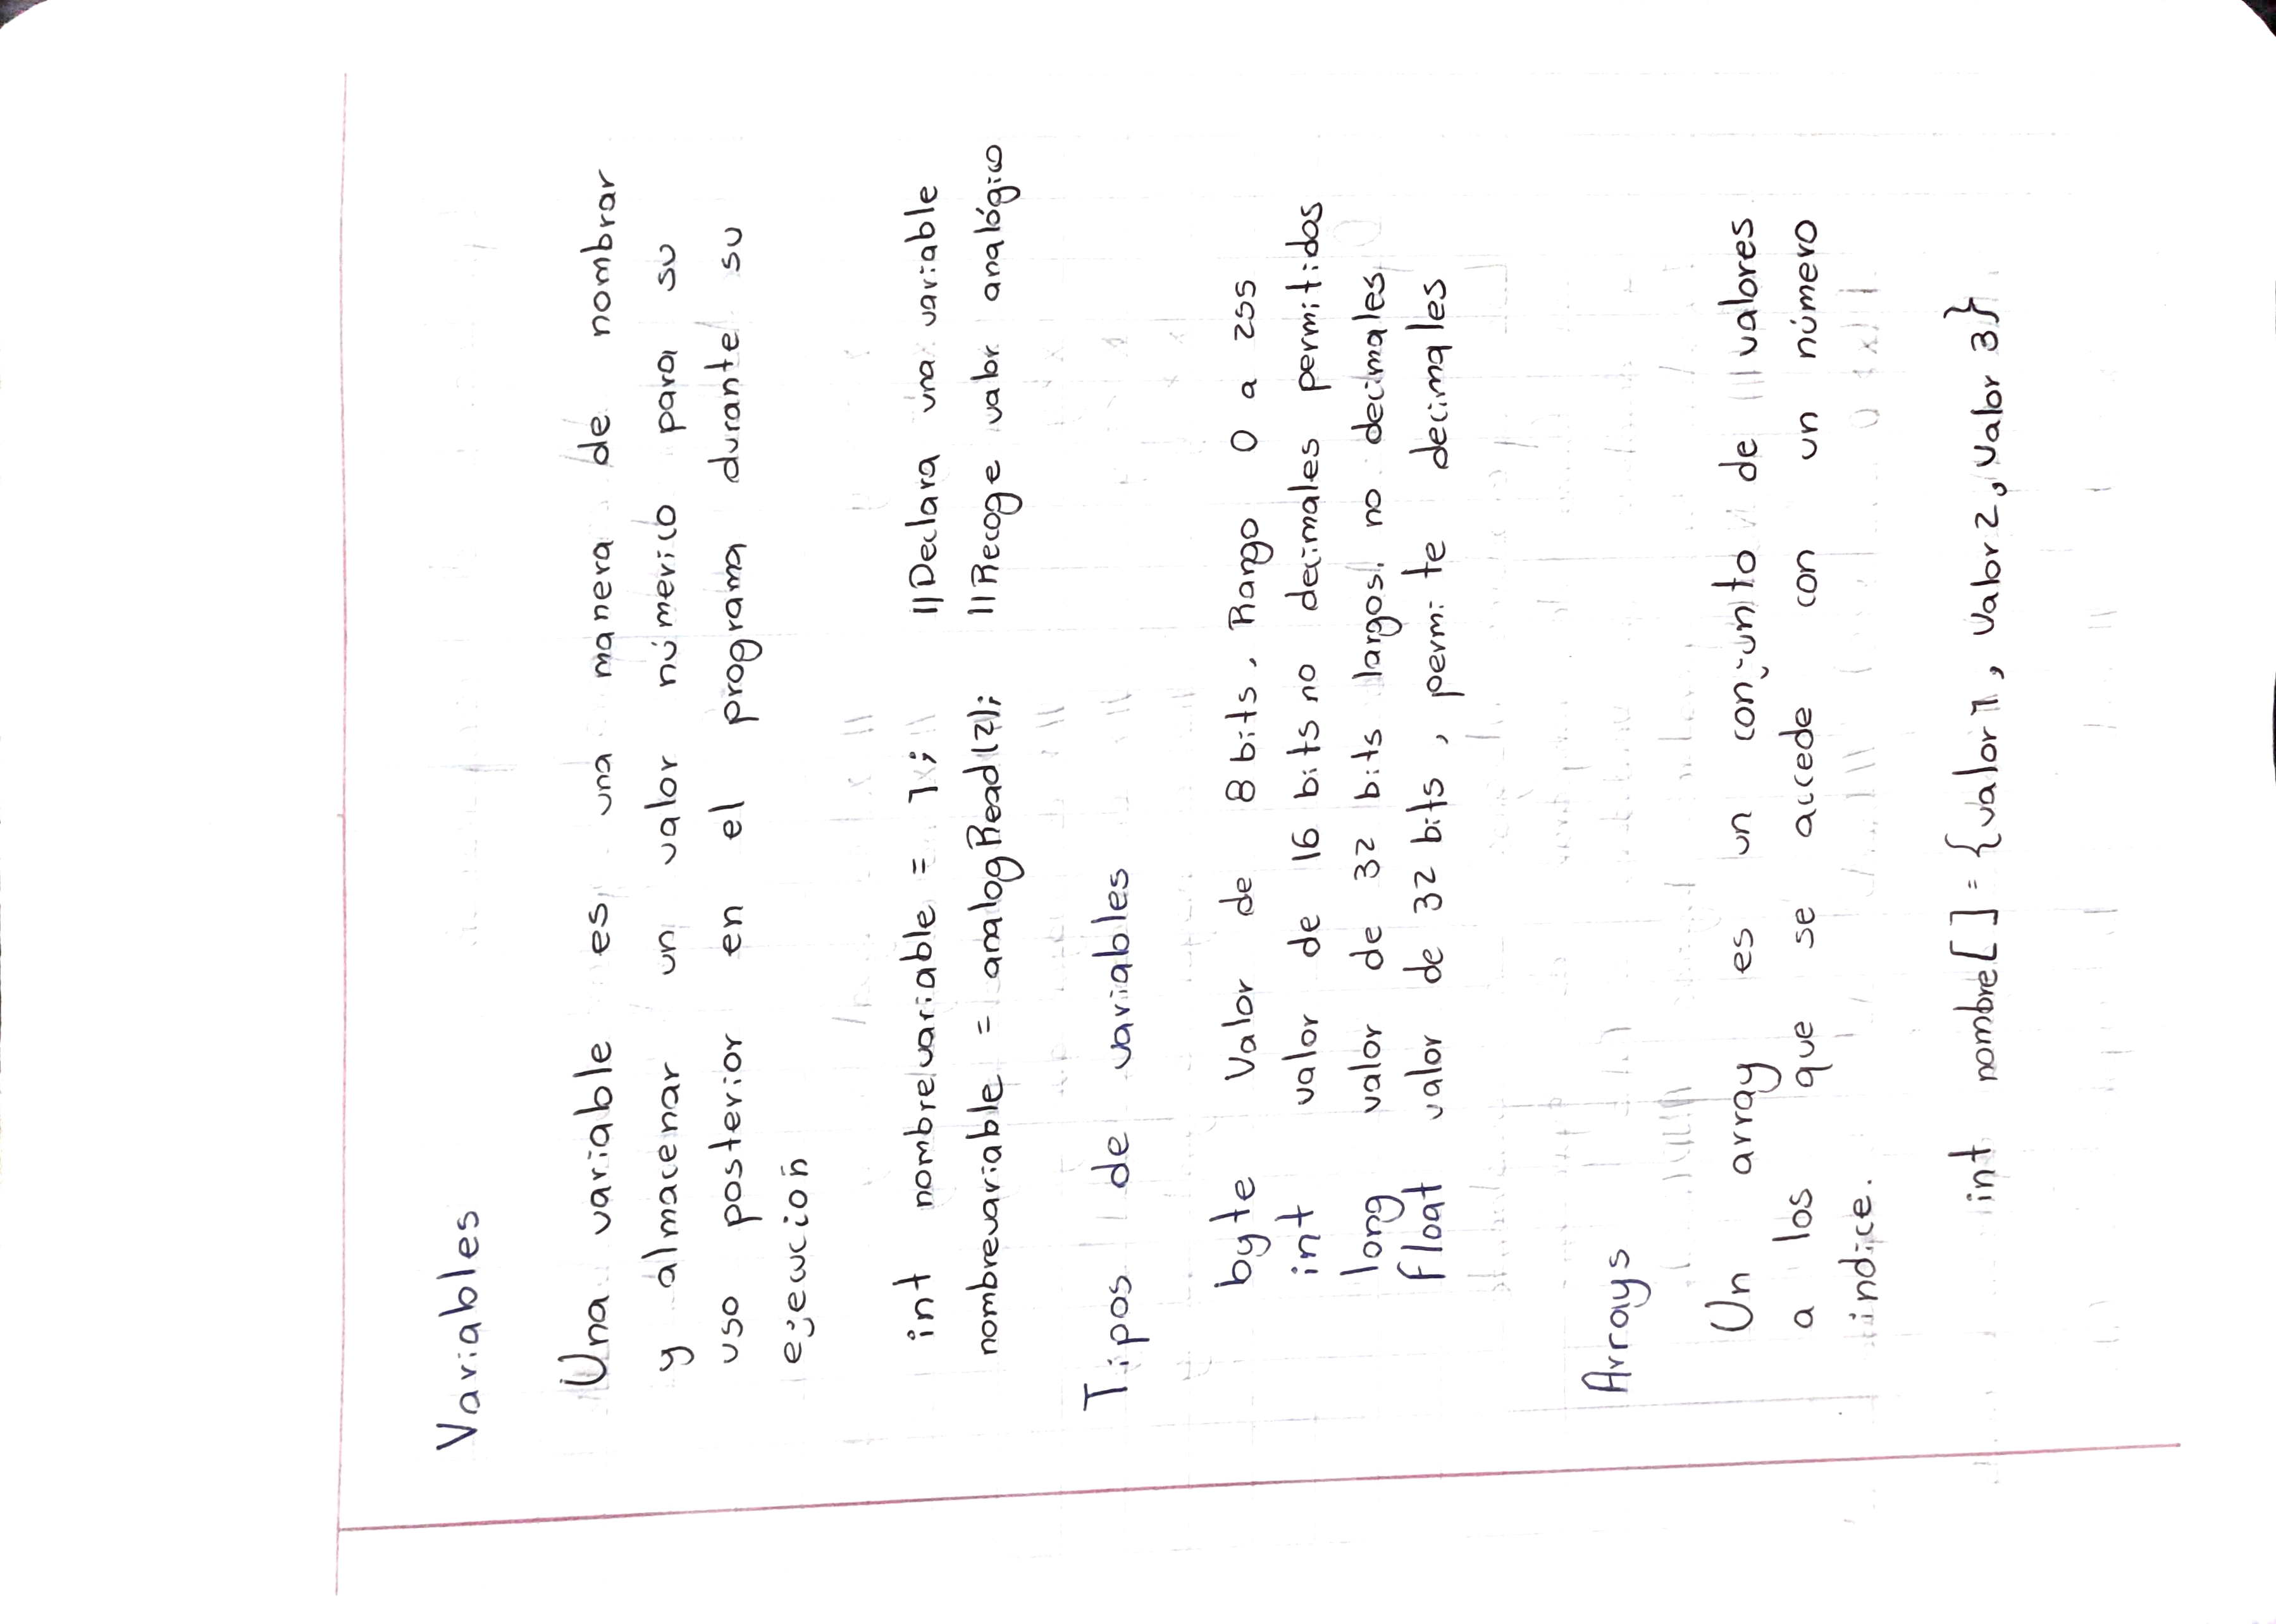 Variables
Una variable es una manera de nombrar
y almacenar un valor númerico para su
uso posterior en el programa durante su
ejecución
int nombrevariable = 1; //Declara una variable
nombrevariable = analogRead(2); //Recoge valor analógico
Tipos de variables
byte Valor de 8 bits. Rango 0 a 255
int valor de 16 bits no decimales permitidos
long valor de 32 bits largos. no decimales
float valor de 32 bits, permite decimales
Arrays
Un array es un conjunto de valores
a los que se accede con un número
indice.
int nombre[] = {valor 1, Valor 2, Valor 3}